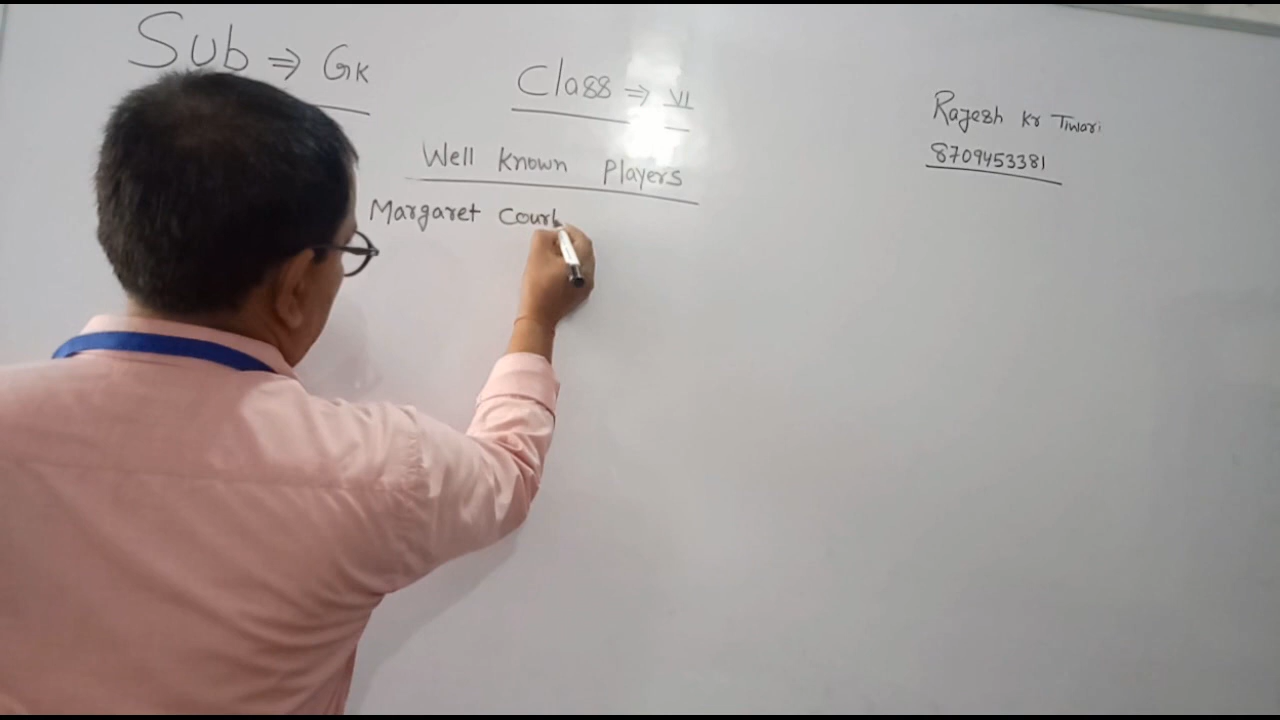 Sub ⇒ GK
Class ⇒ VI
Well Known Players
Margaret Court
Rajesh Kr Tiwari
8709453381